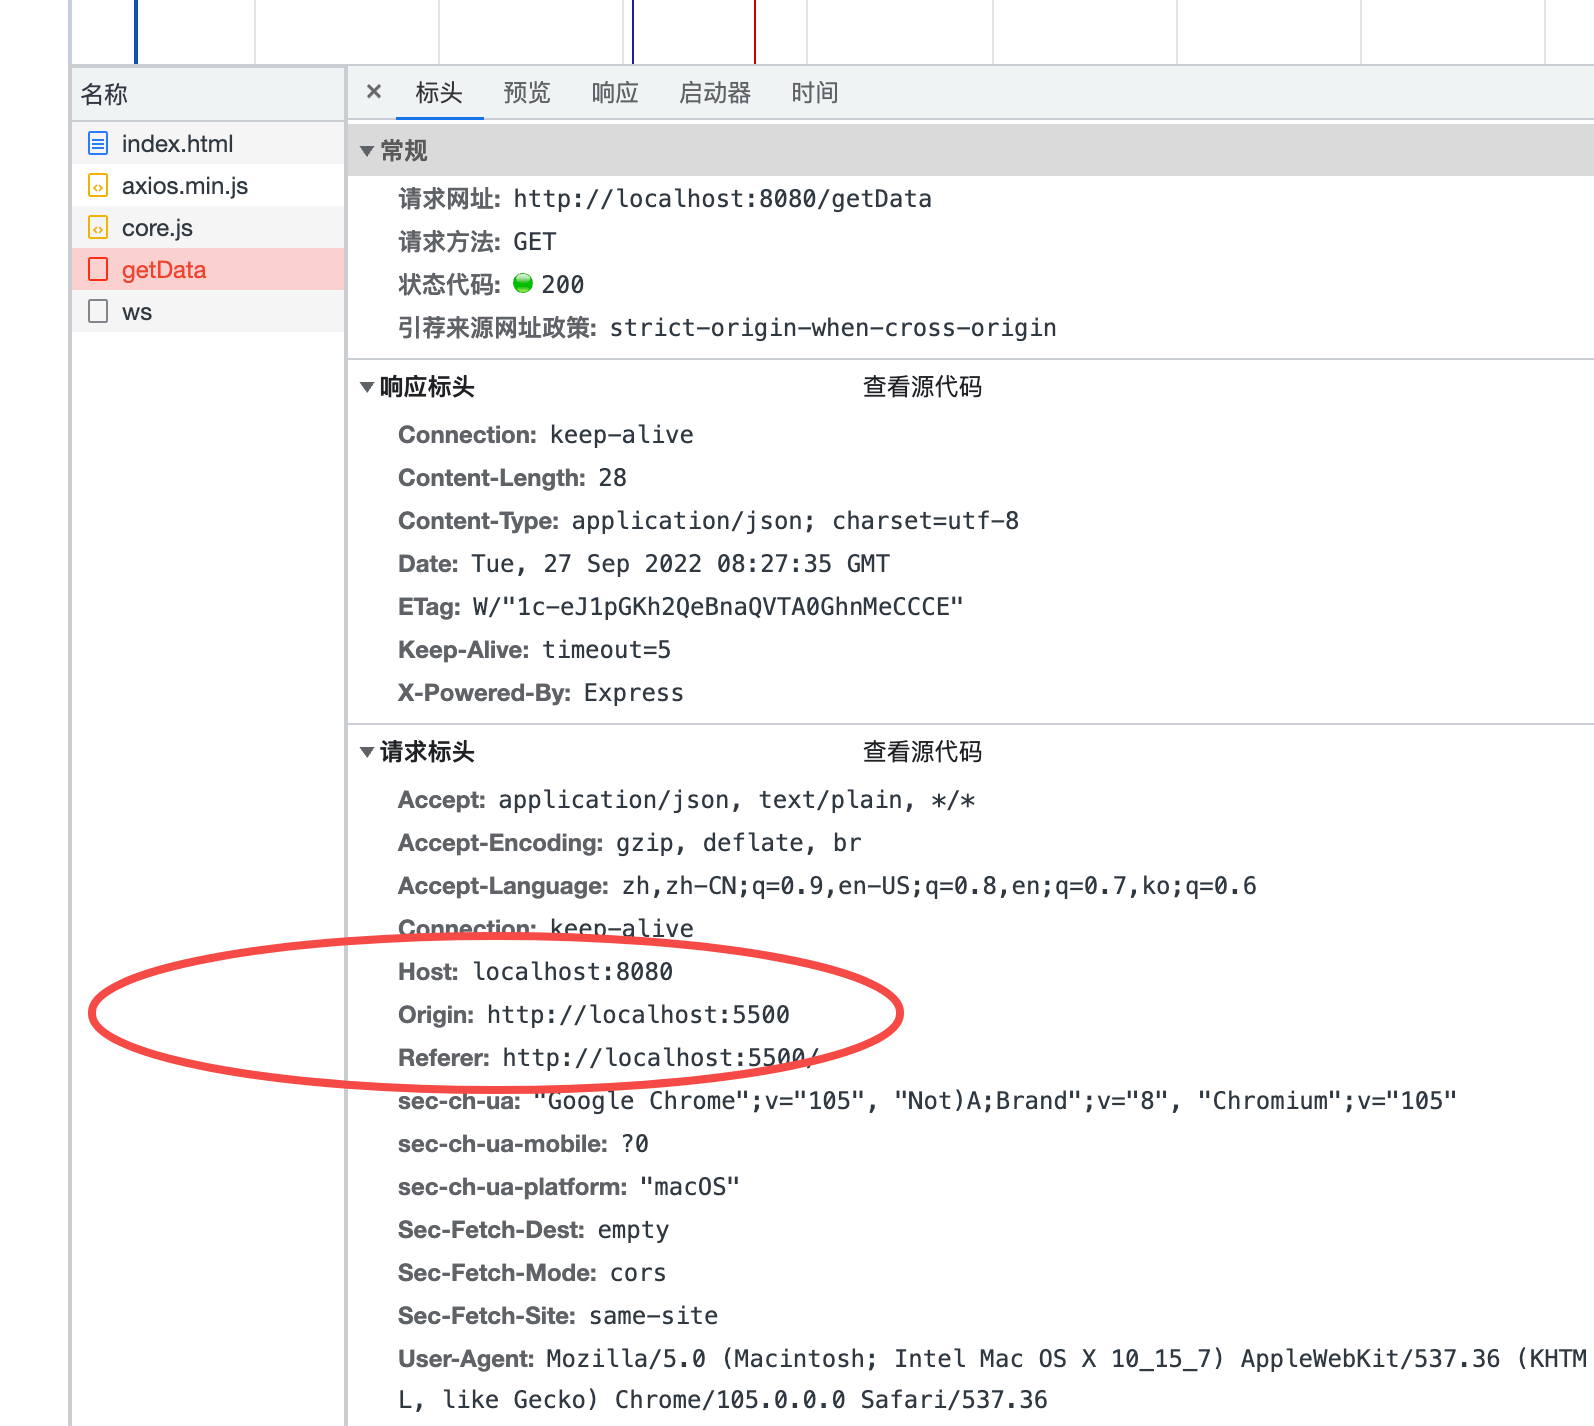 名称
index.html
axios.min.js
core.js
getData
ws
× 标头 预览 响应 启动器 时间
常规
请求网址: http://localhost:8080/getData
请求方法: GET
状态代码: 200
引荐来源网址政策: strict-origin-when-cross-origin
响应标头 查看源代码
Connection: keep-alive
Content-Length: 28
Content-Type: application/json; charset=utf-8
Date: Tue, 27 Sep 2022 08:27:35 GMT
ETag: W/"1c-eJ1pGKh2QeBnaQVTA0GhnMeCCCE"
Keep-Alive: timeout=5
X-Powered-By: Express
请求标头 查看源代码
Accept: application/json, text/plain, */*
Accept-Encoding: gzip, deflate, br
Accept-Language: zh,zh-CN;q=0.9,en-US;q=0.8,en;q=0.7,ko;q=0.6
Connection: keep-alive
Host: localhost:8080
Origin: http://localhost:5500
Referer: http://localhost:5500/
sec-ch-ua: "Google Chrome";v="105", "Not)A;Brand";v="8", "Chromium";v="105"
sec-ch-ua-mobile: ?0
sec-ch-ua-platform: "macOS"
Sec-Fetch-Dest: empty
Sec-Fetch-Mode: cors
Sec-Fetch-Site: same-site
User-Agent: Mozilla/5.0 (Macintosh; Intel Mac OS X 10_15_7) AppleWebKit/537.36 (KHTM
L, like Gecko) Chrome/105.0.0.0 Safari/537.36